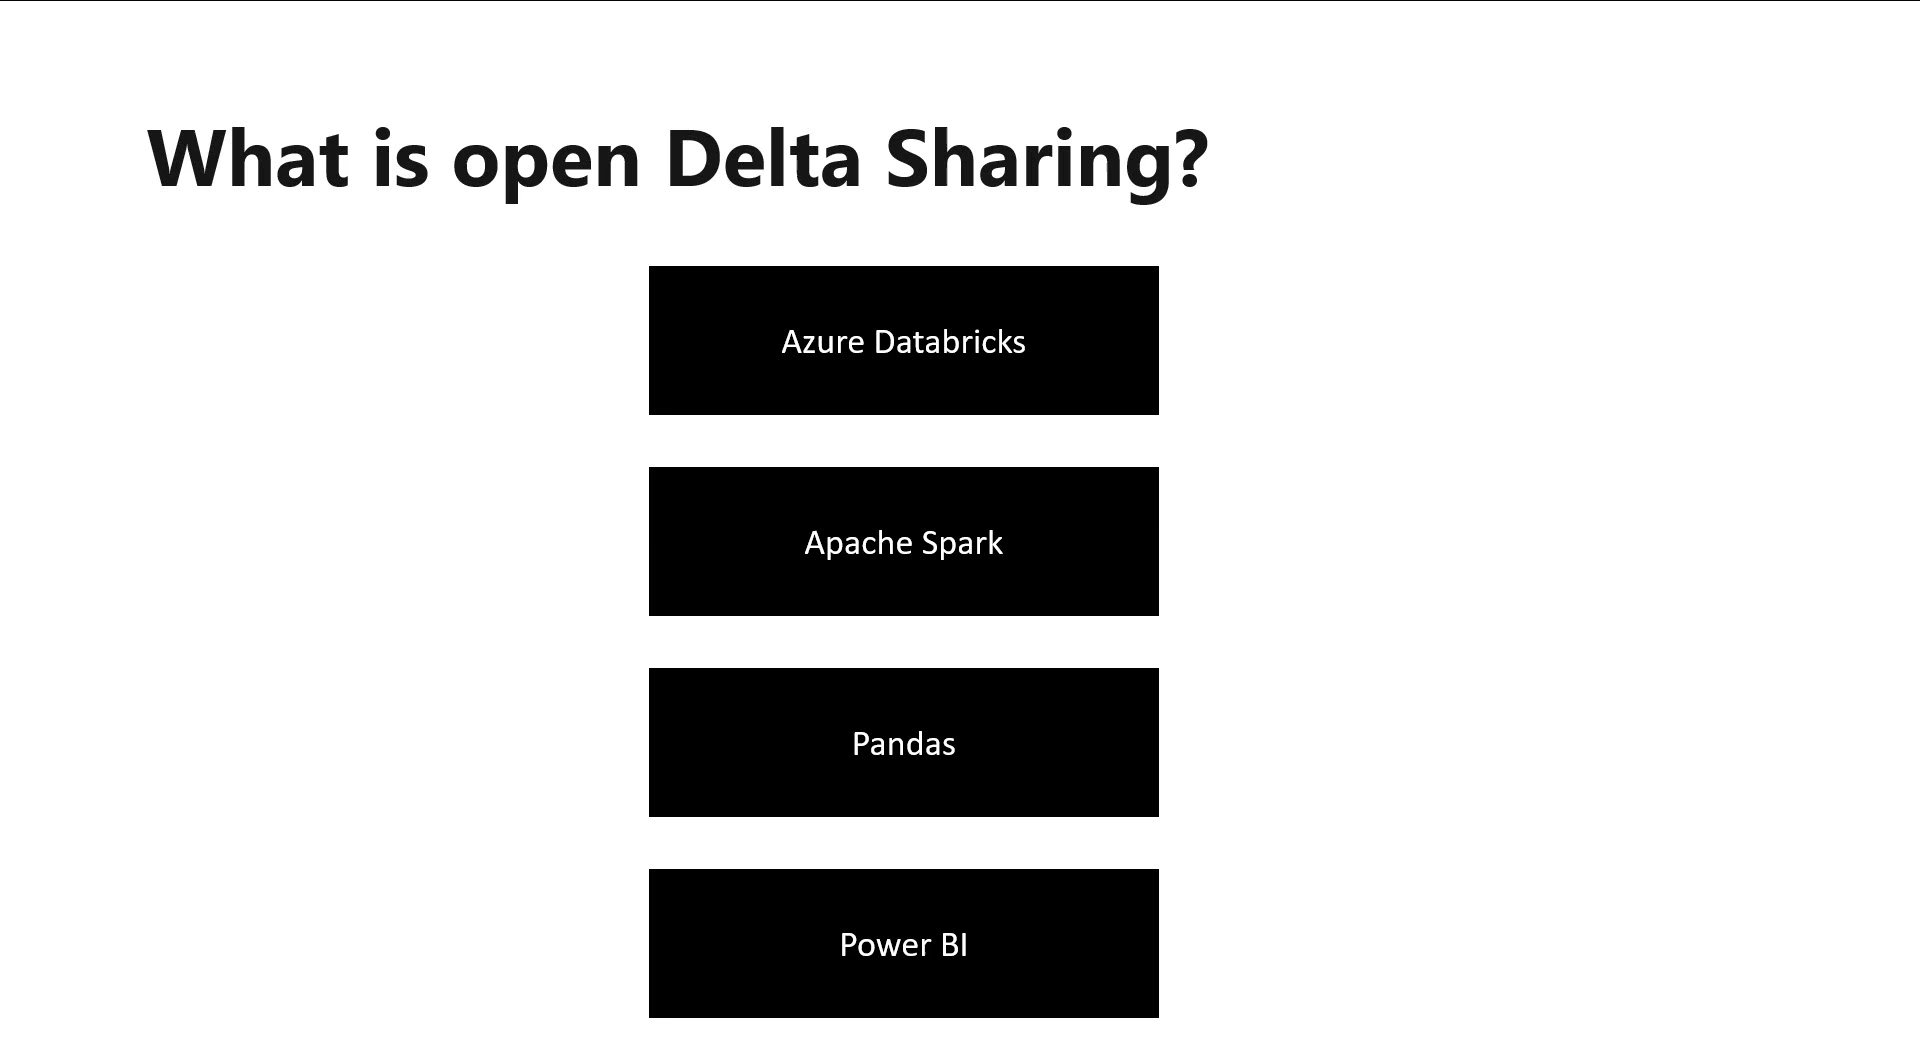 What is open Delta Sharing?
Azure Databricks
Apache Spark
Pandas
Power BI